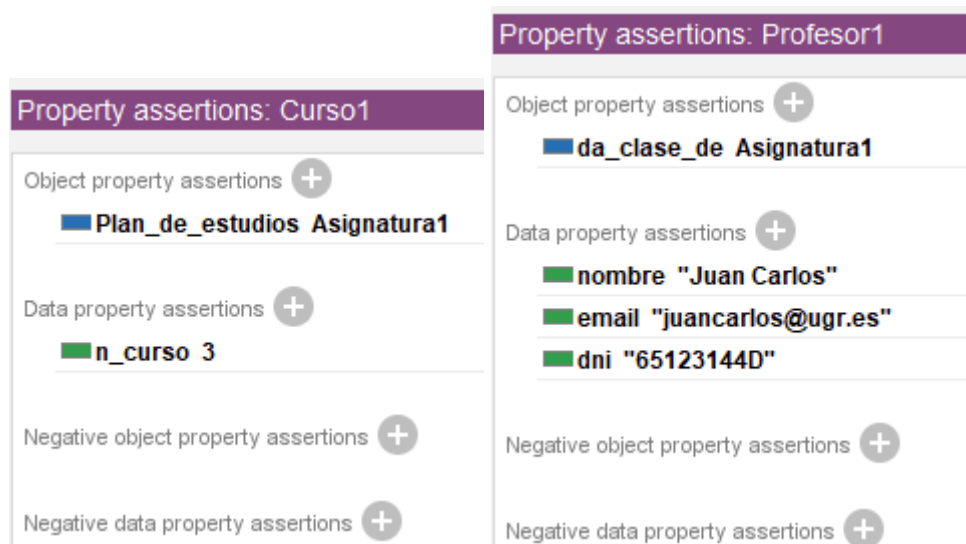 Property assertions: Curso1
Object property assertions
Plan_de_estudios Asignatura1
Data property assertions
n_curso 3
Negative object property assertions
Negative data property assertions
Property assertions: Profesor1
Object property assertions
da_clase_de Asignatura1
Data property assertions
nombre "Juan Carlos"
email "juancarlos@ugr.es"
dni "65123144D"
Negative object property assertions
Negative data property assertions